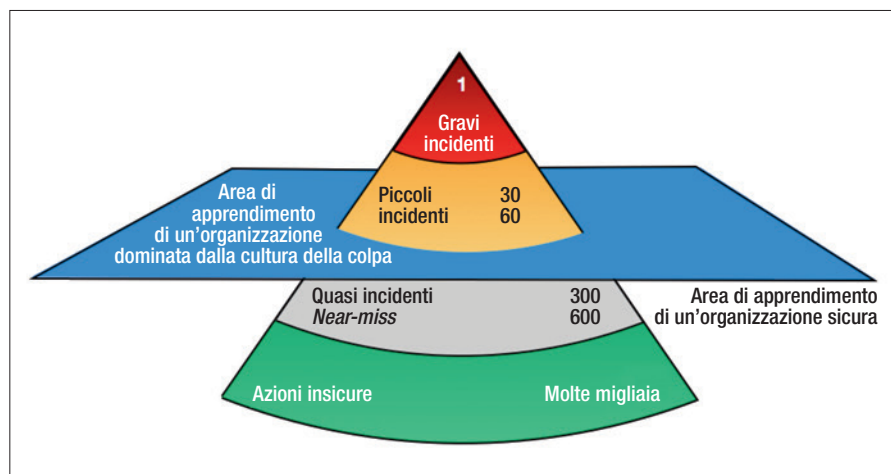 1
Gravi
incidenti
Area di
apprendimento
di un'organizzazione
dominata dalla cultura della colpa
Piccoli 30
incidenti 60
Quasi incidenti 300
Near-miss 600
Area di apprendimento
di un'organizzazione sicura
Azioni insicure Molte migliaia